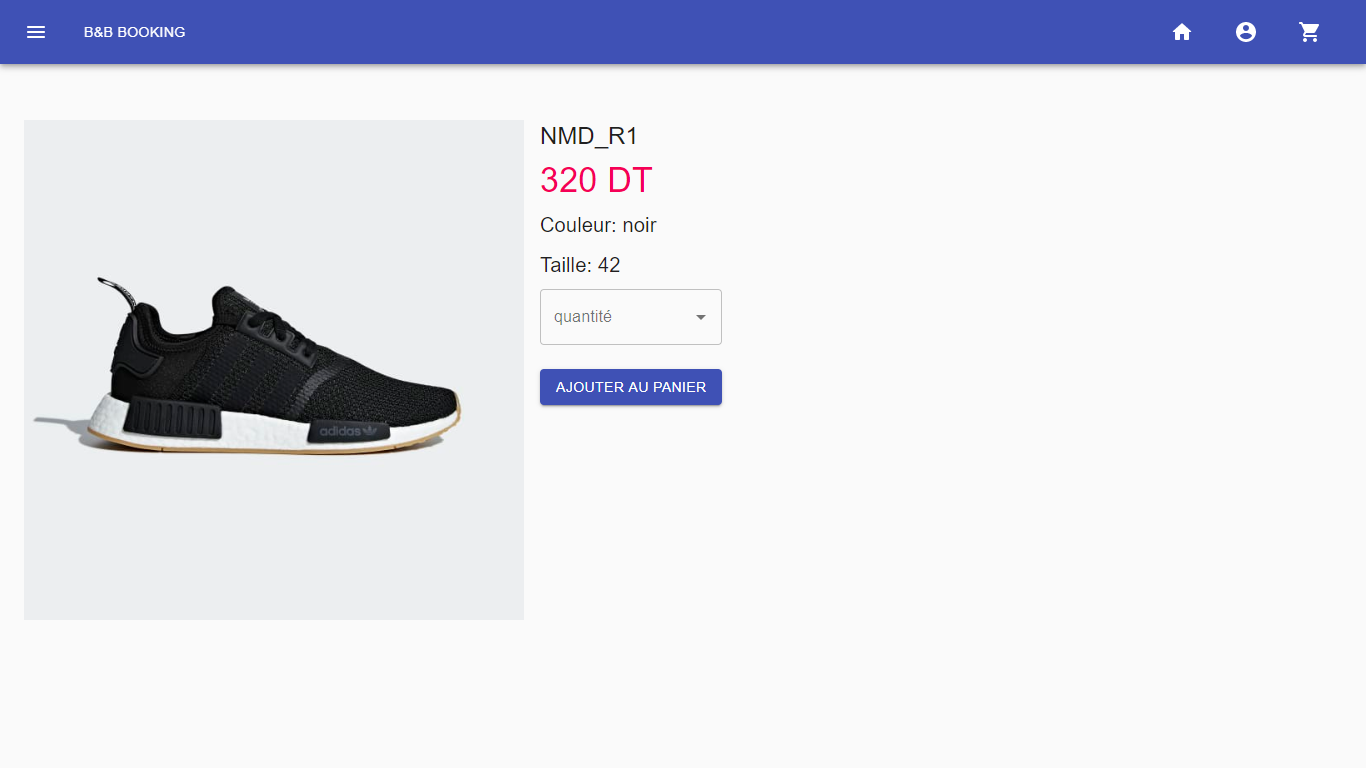 B&B BOOKING
NMD_R1
320 DT
Couleur: noir
Taille: 42
quantité
AJOUTER AU PANIER
adidas